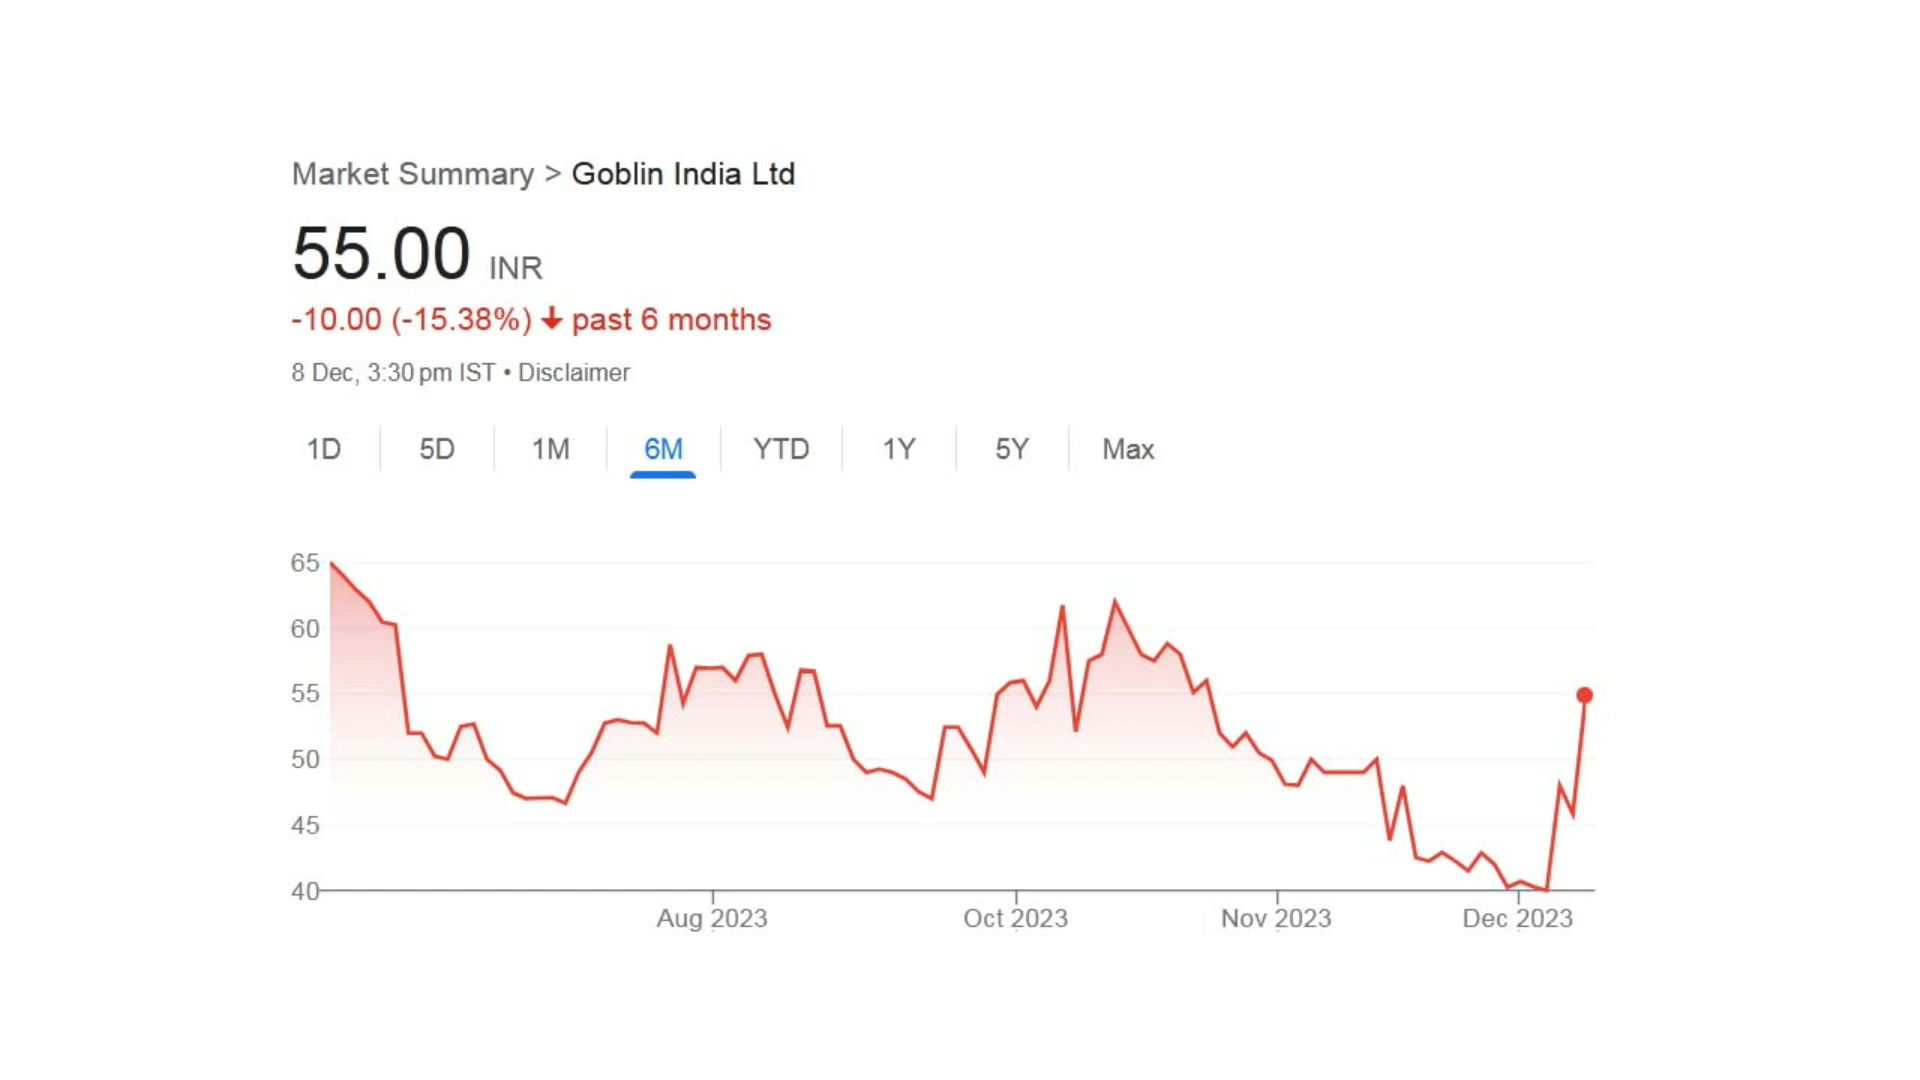 Market Summary > Goblin India Ltd
55.00 INR
-10.00 (-15.38%) ↓ past 6 months
8 Dec, 3:30 pm IST • Disclaimer
1D 5D 1M 6M YTD 1Y 5Y Max
65
60
55
50
45
40
Aug 2023 Oct 2023 Nov 2023 Dec 2023